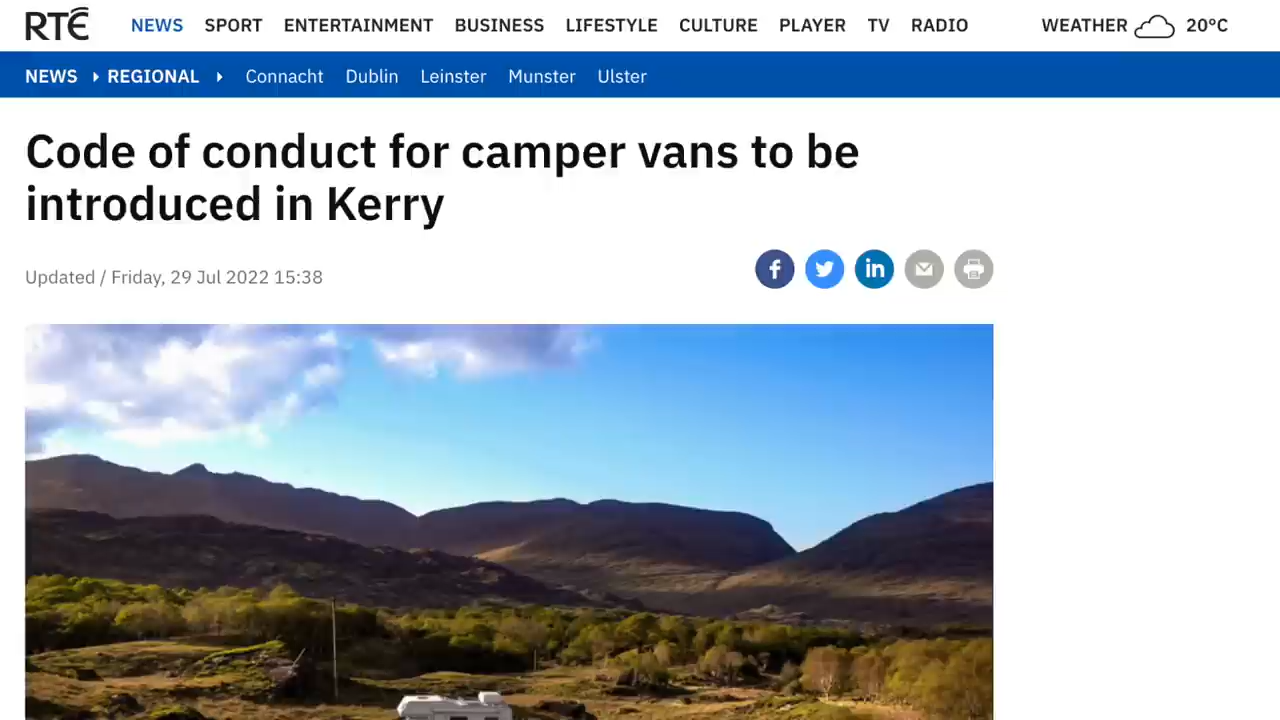 RTÉ NEWS SPORT ENTERTAINMENT BUSINESS LIFESTYLE CULTURE PLAYER TV RADIO WEATHER 20°C
NEWS REGIONAL Connacht Dublin Leinster Munster Ulster
Code of conduct for camper vans to be
introduced in Kerry
Updated / Friday, 29 Jul 2022 15:38